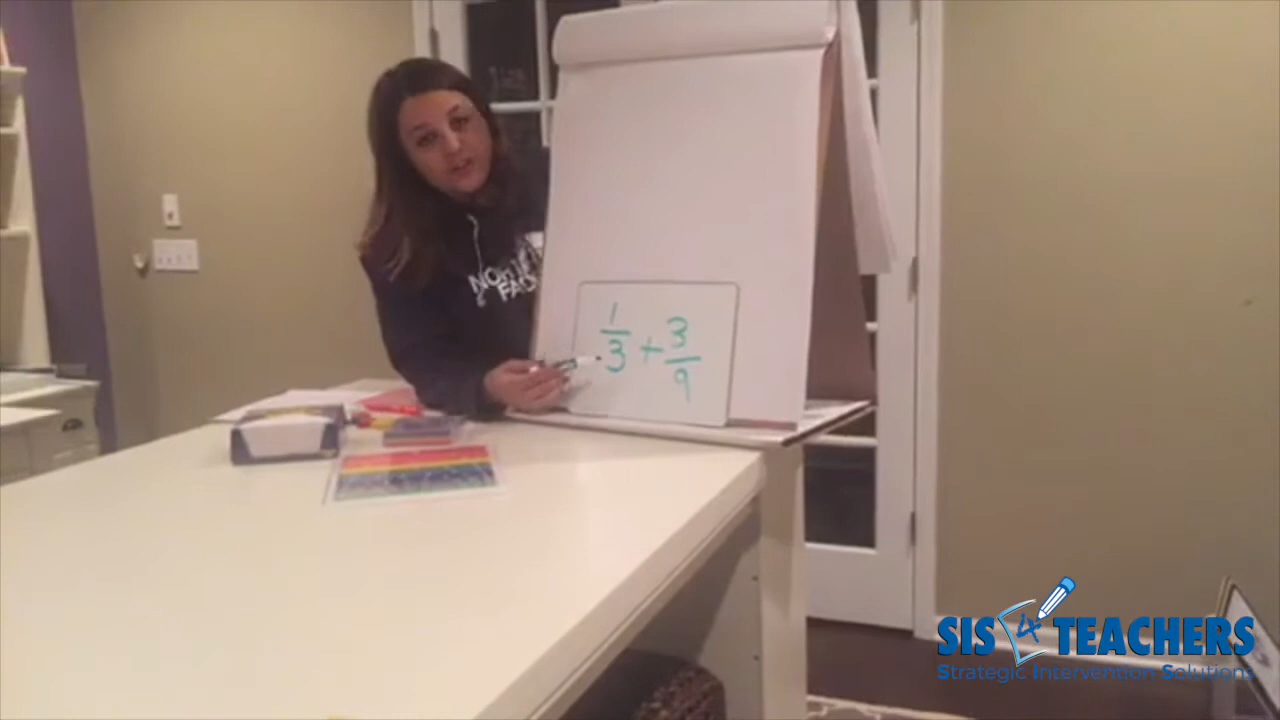 1/3 + 3/9
NORTH
FACE
SIS 4 TEACHERS
Strategic Intervention Solutions